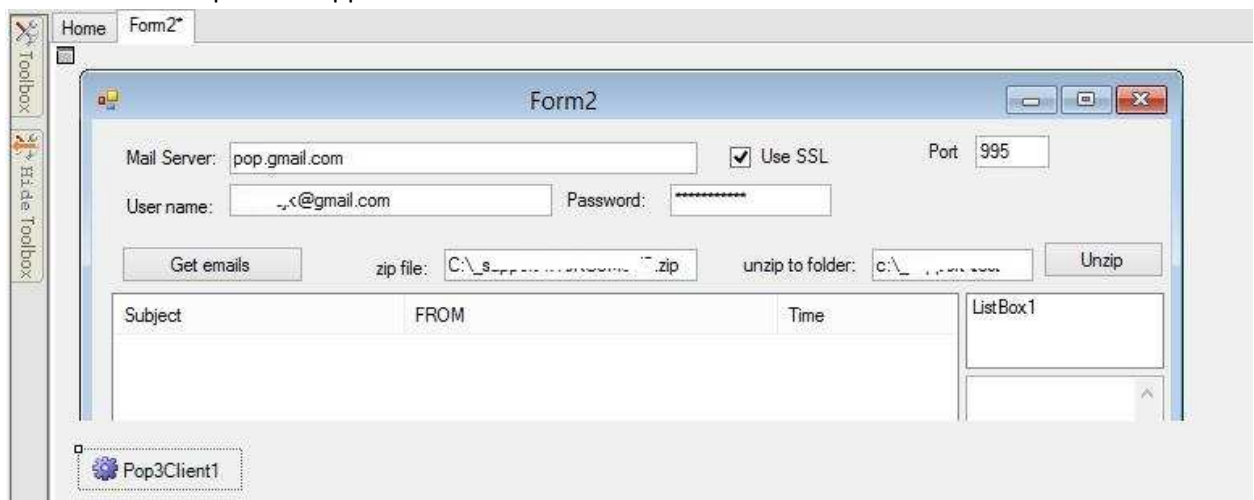 Home Form2*
Toolbox
Hide Toolbox
Form2
Mail Server: pop.gmail.com Use SSL Port 995
User name: @gmail.com Password: ***********
Get emails zip file: .zip unzip to folder: Unzip
Subject FROM Time ListBox1
Pop3Client1